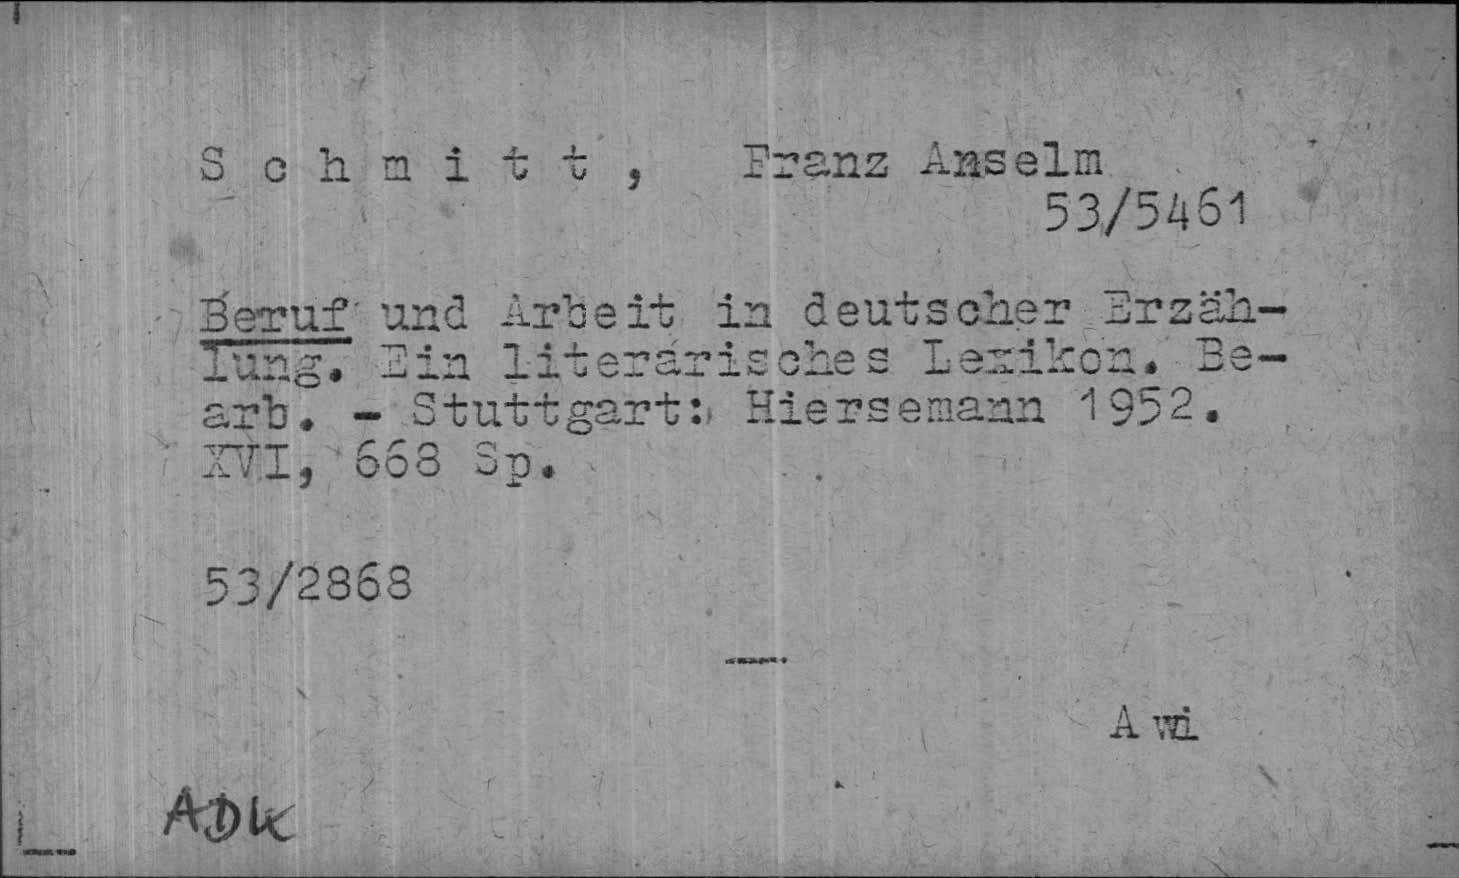 Schmitt, Franz Anselm
53/5461
Beruf und Arbeit in deutscher Erzäh-
lung. Ein literarisches Lexikon. Be-
arb. - Stuttgart: Hiersemann 1952.
XVI, 668 Sp.
53/2868
A wi
ADK